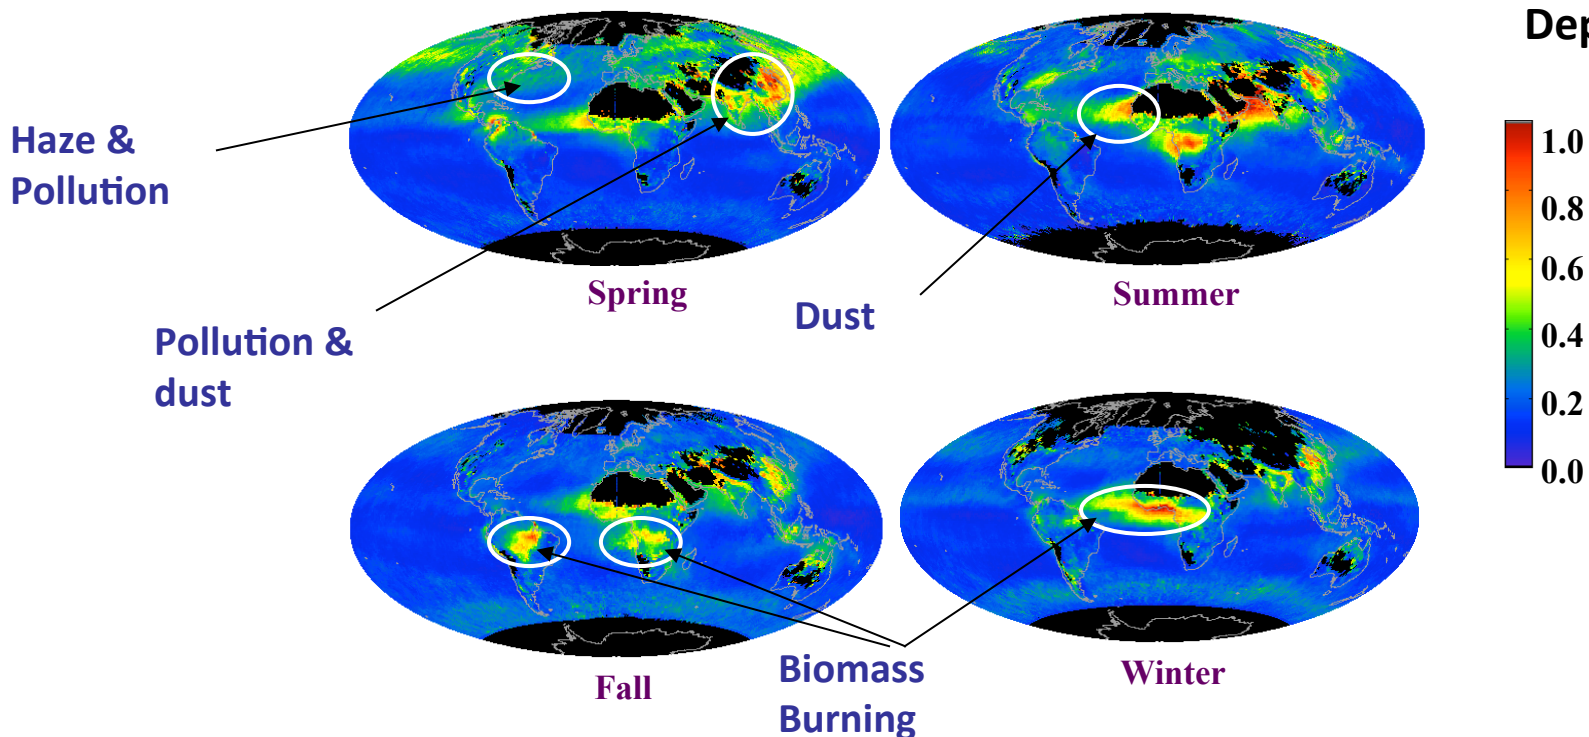 Dep
Haze &
Pollution
1.0
0.8
0.6
0.4
0.2
0.0
Spring
Summer
Dust
Pollution &
dust
Biomass
Burning
Fall
Winter